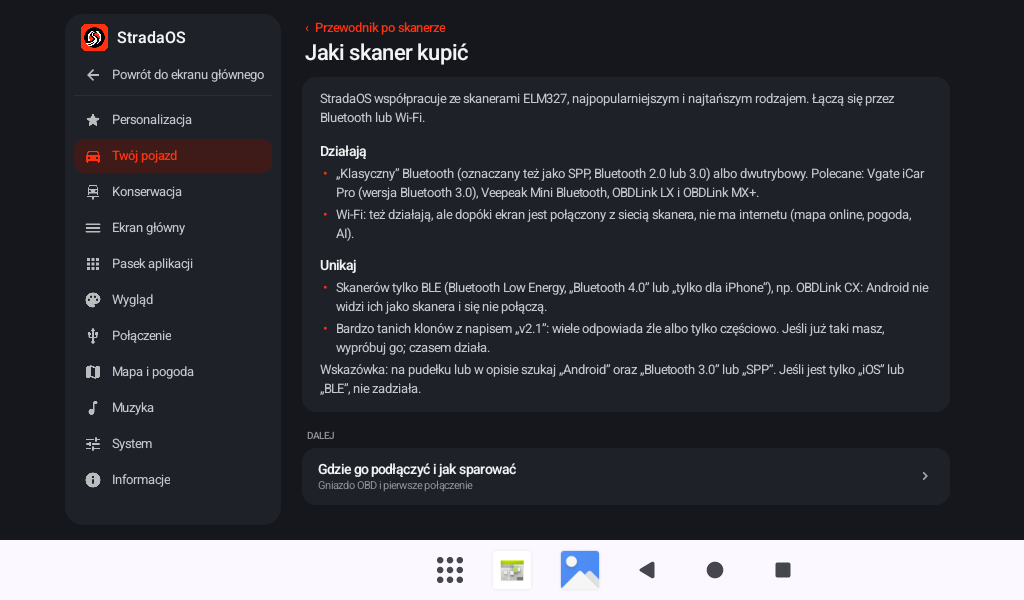 StradaOS
Powrót do ekranu głównego
Personalizacja
Twój pojazd
Konserwacja
Ekran główny
Pasek aplikacji
Wygląd
Połączenie
Mapa i pogoda
Muzyka
System
Informacje
‹ Przewodnik po skanerze
Jaki skaner kupić
StradaOS współpracuje ze skanerami ELM327, najpopularniejszym i najtańszym rodzajem. Łączą się przez
Bluetooth lub Wi-Fi.
Działają
• „Klasyczny” Bluetooth (oznaczany też jako SPP, Bluetooth 2.0 lub 3.0) albo dwutrybowy. Polecane: Vgate iCar
Pro (wersja Bluetooth 3.0), Veepeak Mini Bluetooth, OBDLink LX i OBDLink MX+.
• Wi-Fi: też działają, ale dopóki ekran jest połączony z siecią skanera, nie ma internetu (mapa online, pogoda,
AI).
Unikaj
• Skanerów tylko BLE (Bluetooth Low Energy, „Bluetooth 4.0” lub „tylko dla iPhone”), np. OBDLink CX: Android nie
widzi ich jako skanera i się nie połączą.
• Bardzo tanich klonów z napisem „v2.1”: wiele odpowiada źle albo tylko częściowo. Jeśli już taki masz,
wypróbuj go; czasem działa.
Wskazówka: na pudełku lub w opisie szukaj „Android” oraz „Bluetooth 3.0” lub „SPP”. Jeśli jest tylko „iOS” lub
„BLE”, nie zadziała.
DALEJ
Gdzie go podłączyć i jak sparować
Gniazdo OBD i pierwsze połączenie